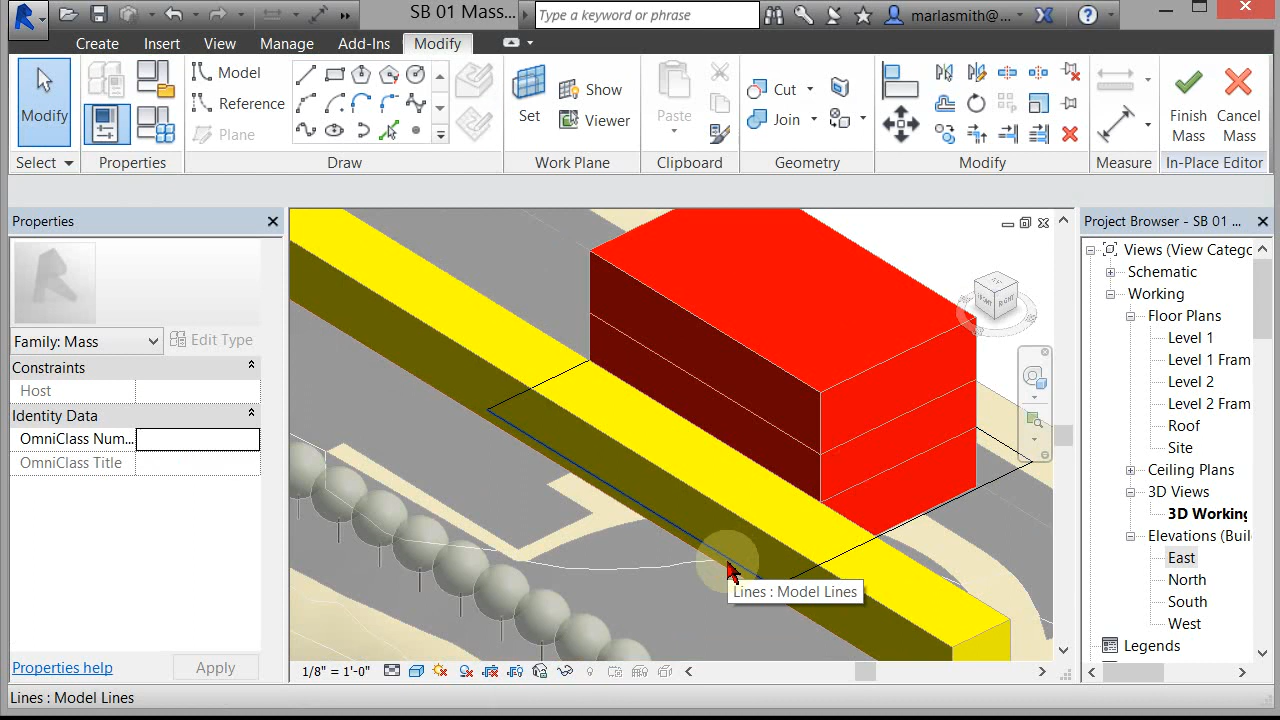 SB 01 Mass...
Type a keyword or phrase
marlasmith@...
Create Insert View Manage Add-Ins Modify
Modify
Model
Reference
Plane
Set
Show
Viewer
Paste
Cut
Join
Finish Mass
Cancel Mass
Select Properties Draw Work Plane Clipboard Geometry Modify Measure In-Place Editor
Properties
Family: Mass
Edit Type
Constraints
Host
Identity Data
OmniClass Num...
OmniClass Title
Properties help
Apply
FRONT
RIGHT
Lines : Model Lines
1/8" = 1'-0"
Project Browser - SB 01 ...
Views (View Catego
Schematic
Working
Floor Plans
Level 1
Level 1 Fram
Level 2
Level 2 Fram
Roof
Site
Ceiling Plans
3D Views
3D Working
Elevations (Buil
East
North
South
West
Legends
Lines : Model Lines